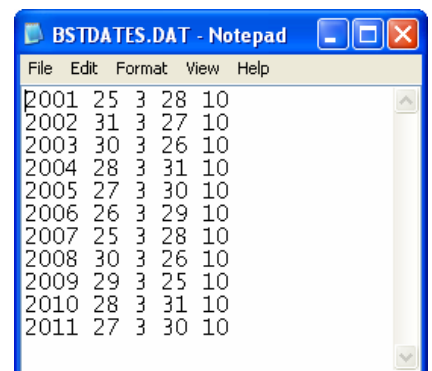 BSTDATES.DAT - Notepad
File Edit Format View Help
2001 25 3 28 10
2002 31 3 27 10
2003 30 3 26 10
2004 28 3 31 10
2005 27 3 30 10
2006 26 3 29 10
2007 25 3 28 10
2008 30 3 26 10
2009 29 3 25 10
2010 28 3 31 10
2011 27 3 30 10